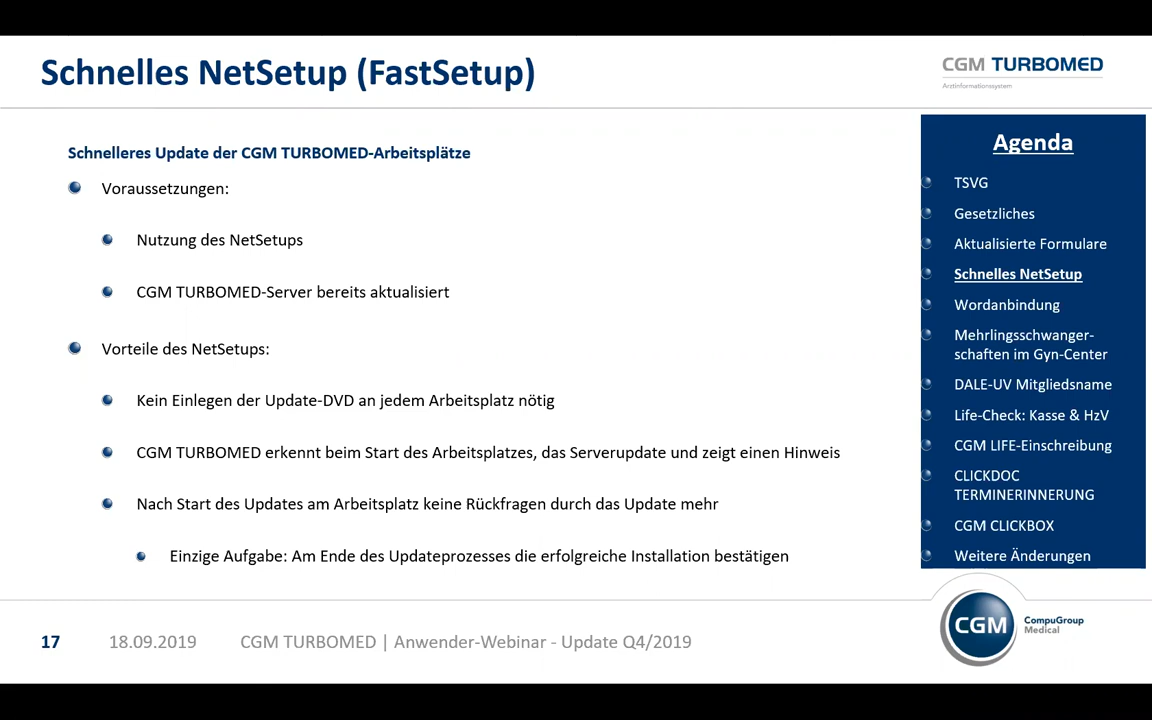 Schnelles NetSetup (FastSetup)
CGM TURBOMED
Arztinformationssystem
Schnelleres Update der CGM TURBOMED-Arbeitsplätze
Voraussetzungen:
Nutzung des NetSetups
CGM TURBOMED-Server bereits aktualisiert
Vorteile des NetSetups:
Kein Einlegen der Update-DVD an jedem Arbeitsplatz nötig
CGM TURBOMED erkennt beim Start des Arbeitsplatzes, das Serverupdate und zeigt einen Hinweis
Nach Start des Updates am Arbeitsplatz keine Rückfragen durch das Update mehr
Einzige Aufgabe: Am Ende des Updateprozesses die erfolgreiche Installation bestätigen
Agenda
TSVG
Gesetzliches
Aktualisierte Formulare
Schnelles NetSetup
Wordanbindung
Mehrlingsschwanger-
schaften im Gyn-Center
DALE-UV Mitgliedsname
Life-Check: Kasse & HzV
CGM LIFE-Einschreibung
CLICKDOC
TERMINERINNERUNG
CGM CLICKBOX
Weitere Änderungen
17 18.09.2019 CGM TURBOMED | Anwender-Webinar - Update Q4/2019
CGM
CompuGroup
Medical